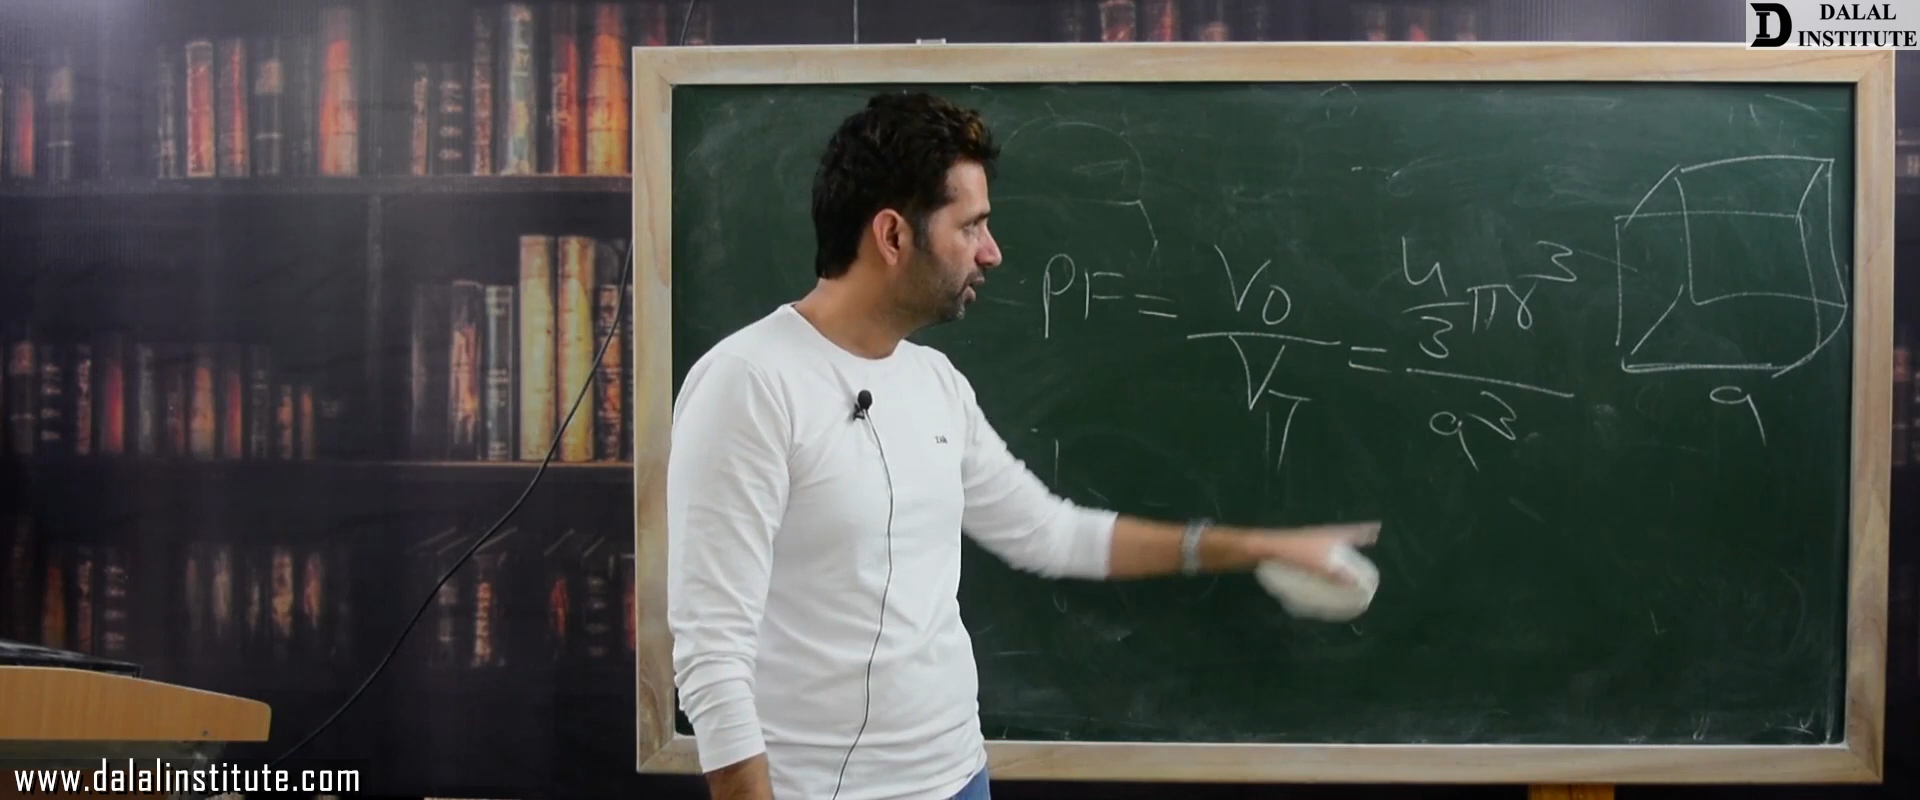 DALAL
INSTITUTE
PF = V0 / VT = 4/3 πr³ / a³
a
www.dalalinstitute.com